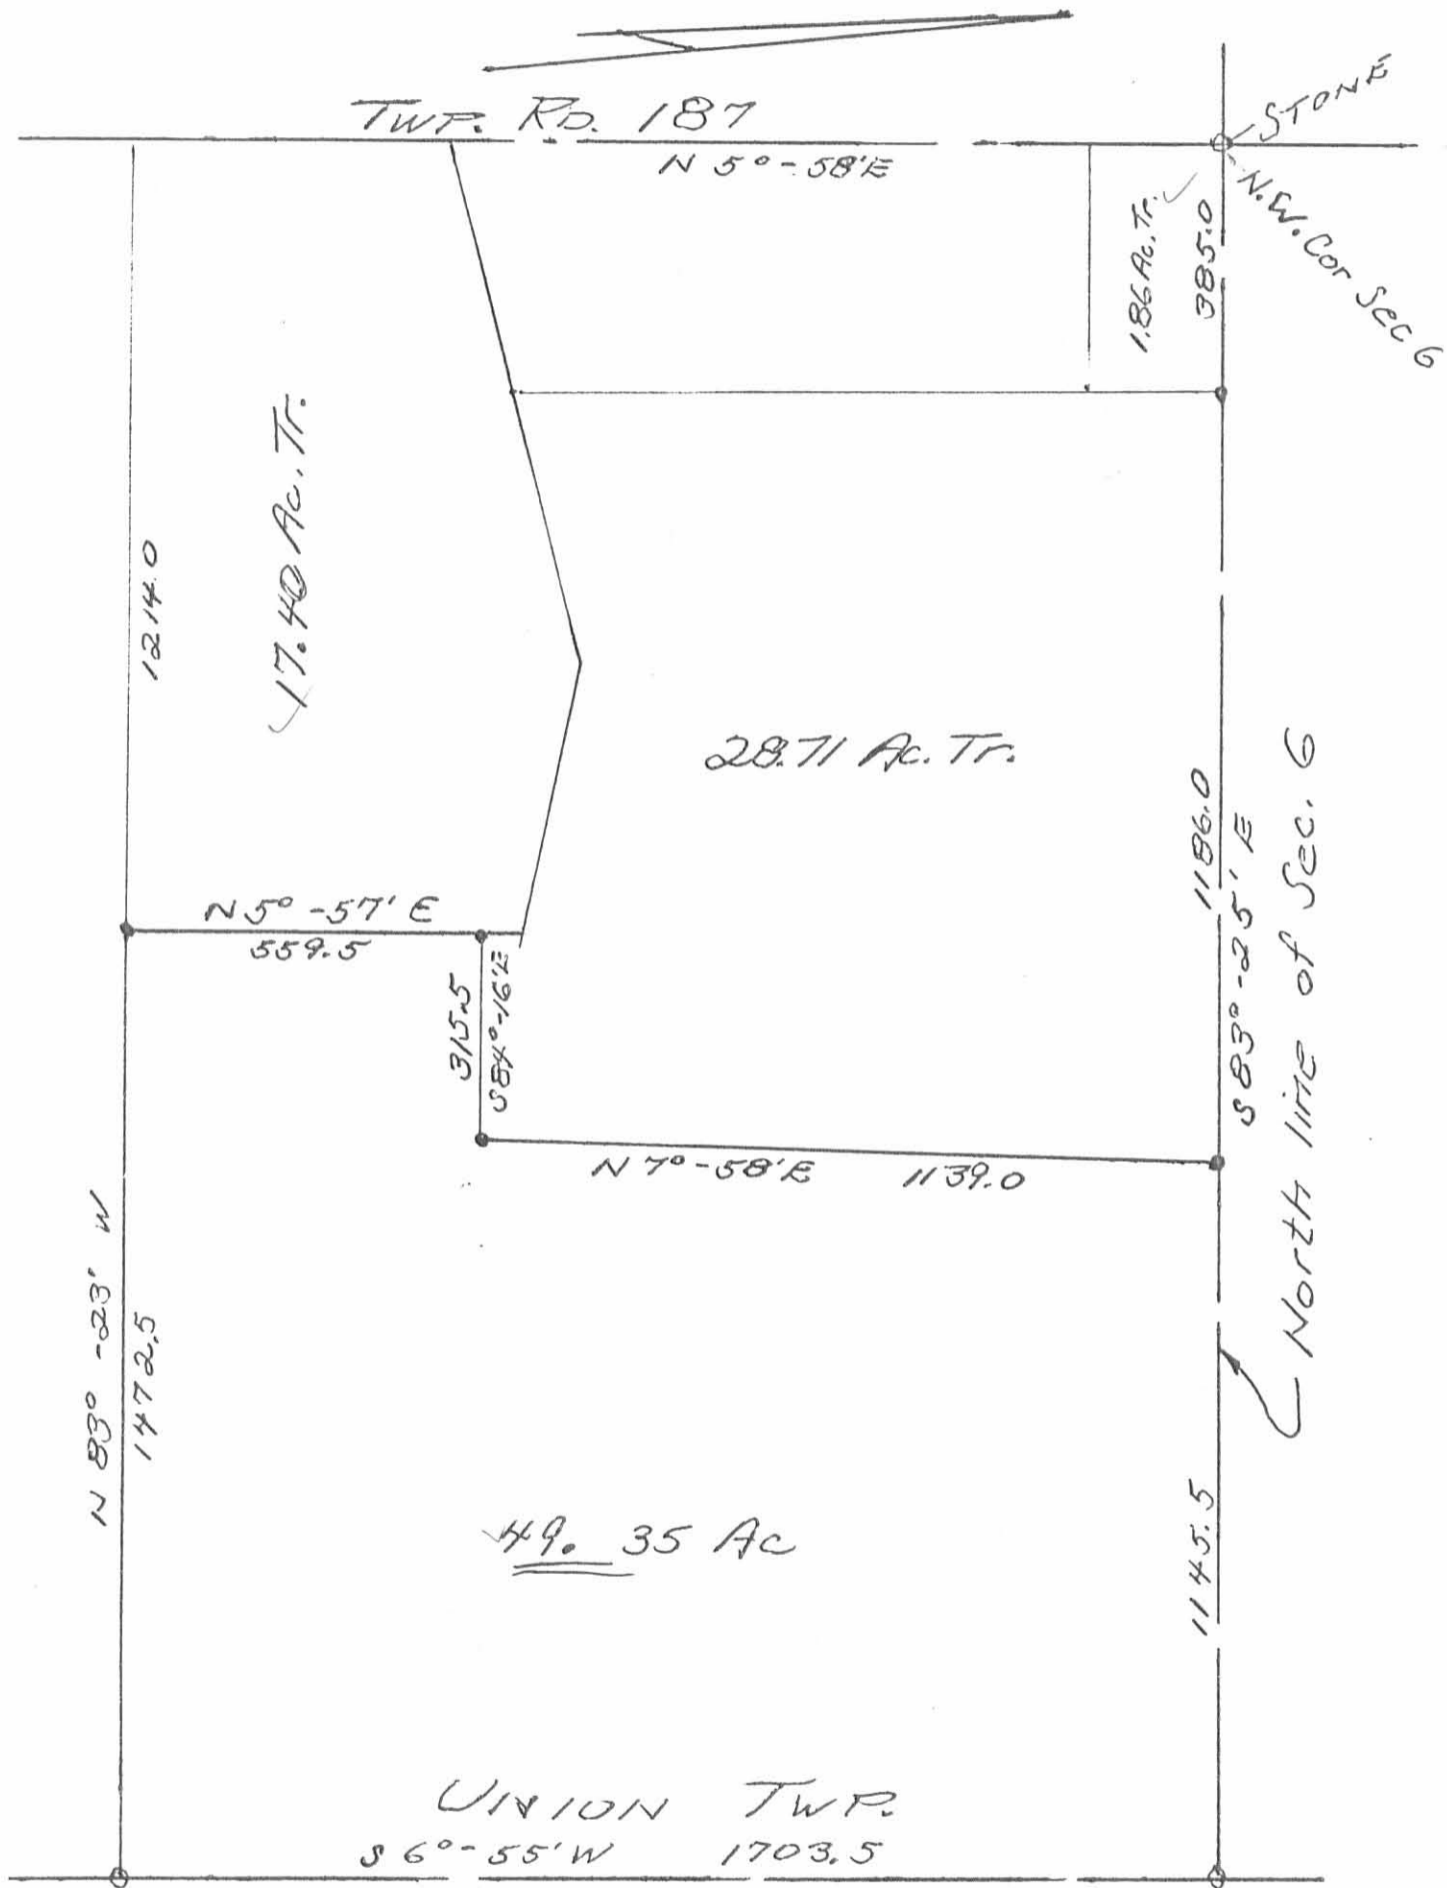 TWP. RD. 187
N 5° - 58' E
STONE
N.W. Cor Sec 6
1.86 Ac. Tr.
385.0
17.40 Ac. Tr.
1214.0
28.71 Ac. Tr.
1186.0
S 83° - 25' E
North line of Sec. 6
N 5° - 57' E
559.5
315.5
S 84° - 16' E
N 7° - 58' E 1139.0
N 83° - 23' W
1472.5
49. 35 Ac
1145.5
UNION TWP.
S 6° - 55' W 1703.5